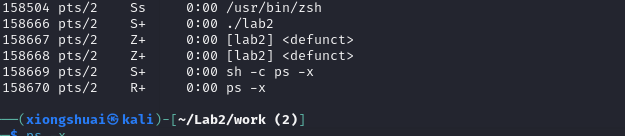 158504 pts/2    Ss     0:00 /usr/bin/zsh
158666 pts/2    S+     0:00 ./lab2
158667 pts/2    Z+     0:00 [lab2] <defunct>
158668 pts/2    Z+     0:00 [lab2] <defunct>
158669 pts/2    S+     0:00 sh -c ps -x
158670 pts/2    R+     0:00 ps -x
──(xiongshuai㉿kali)-[~/Lab2/work (2)]
─$ ps -x